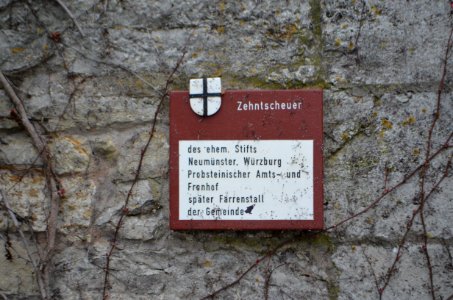 Zehntscheuer
des ehem. Stifts
Neumünster, Würzburg
Probsteinischer Amts- und
Fronhof
später Farrenstall
der Gemeinde